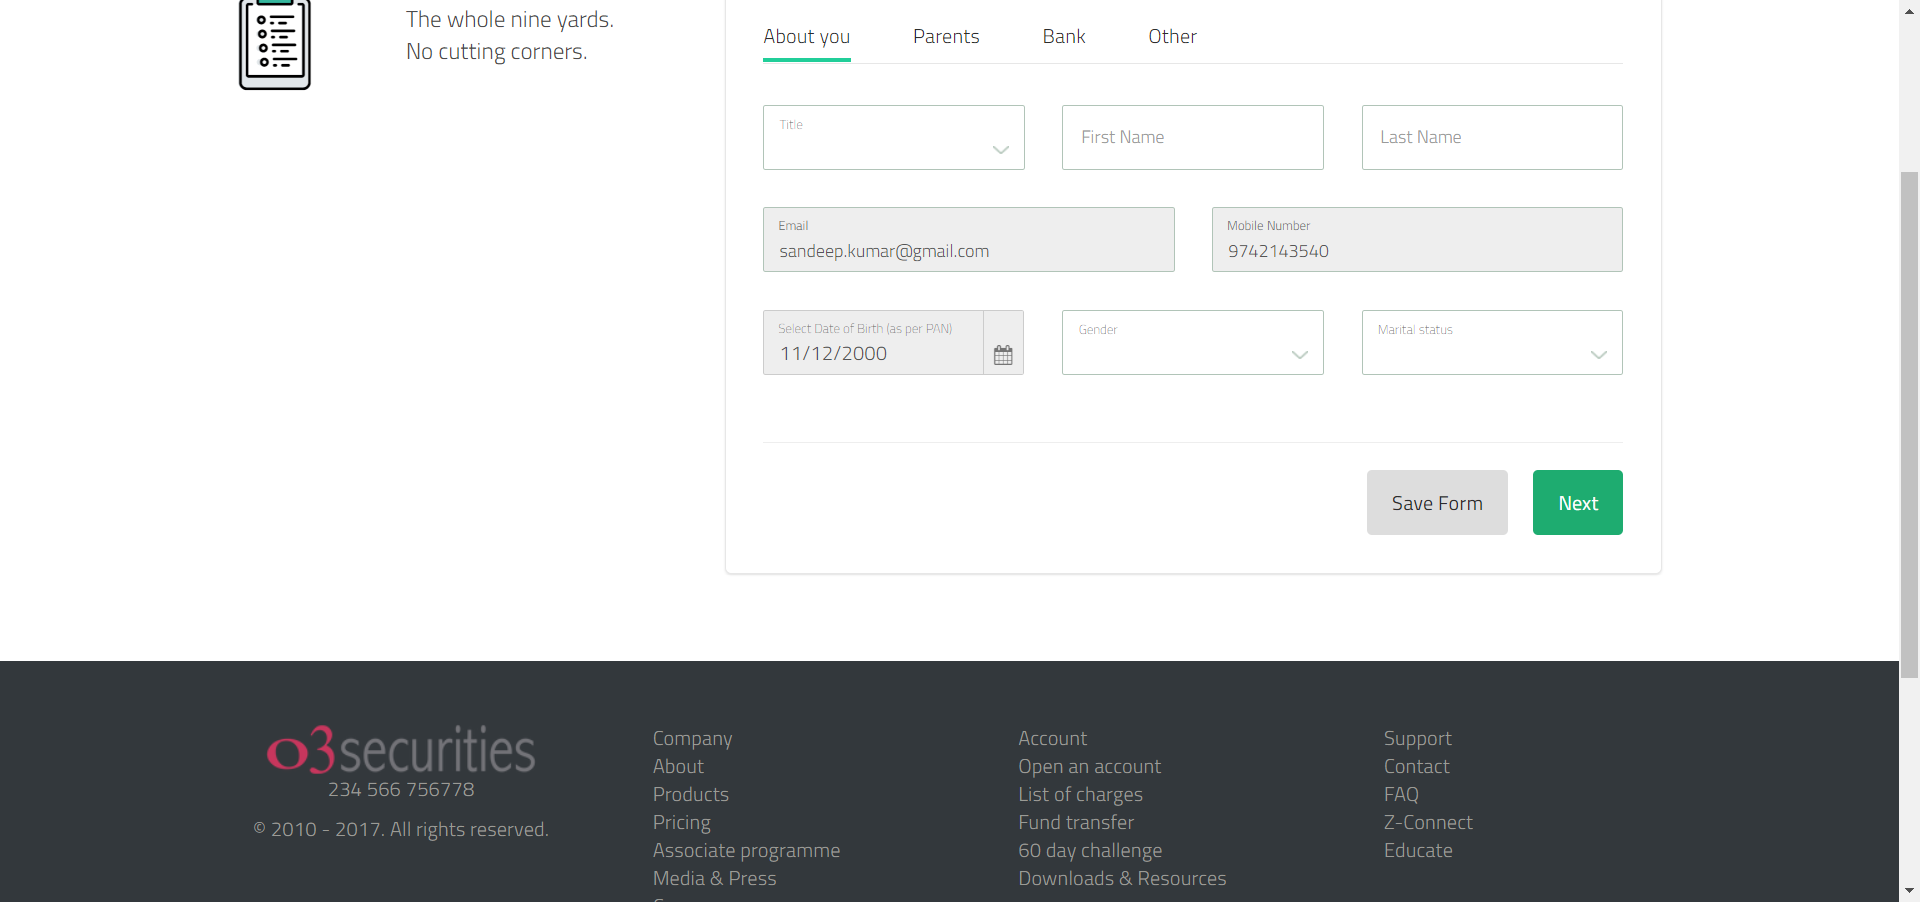 The whole nine yards.
No cutting corners.
About you
Parents
Bank
Other
Title
First Name
Last Name
Email
sandeep.kumar@gmail.com
Mobile Number
9742143540
Select Date of Birth (as per PAN)
11/12/2000
Gender
Marital status
Save Form
Next
o3securities
234 566 756778
© 2010 - 2017. All rights reserved.
Company
About
Products
Pricing
Associate programme
Media & Press
Account
Open an account
List of charges
Fund transfer
60 day challenge
Downloads & Resources
Support
Contact
FAQ
Z-Connect
Educate